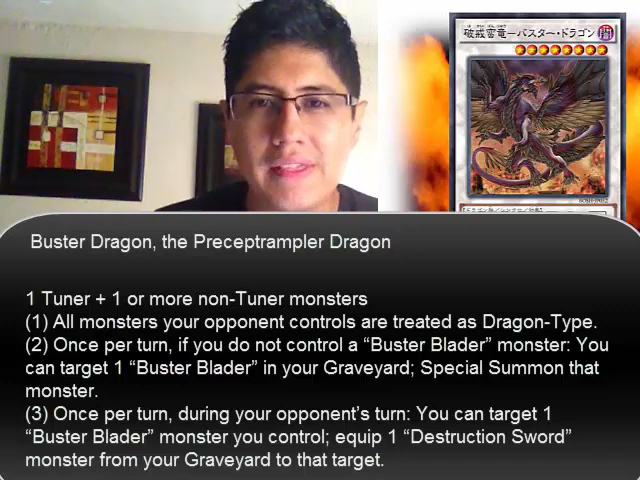 破戒蛮竜－バスター・ドラゴン
闇
Buster Dragon, the Preceptrampler Dragon
1 Tuner + 1 or more non-Tuner monsters
(1) All monsters your opponent controls are treated as Dragon-Type.
(2) Once per turn, if you do not control a “Buster Blader” monster: You
can target 1 “Buster Blader” in your Graveyard; Special Summon that
monster.
(3) Once per turn, during your opponent’s turn: You can target 1
“Buster Blader” monster you control; equip 1 “Destruction Sword”
monster from your Graveyard to that target.